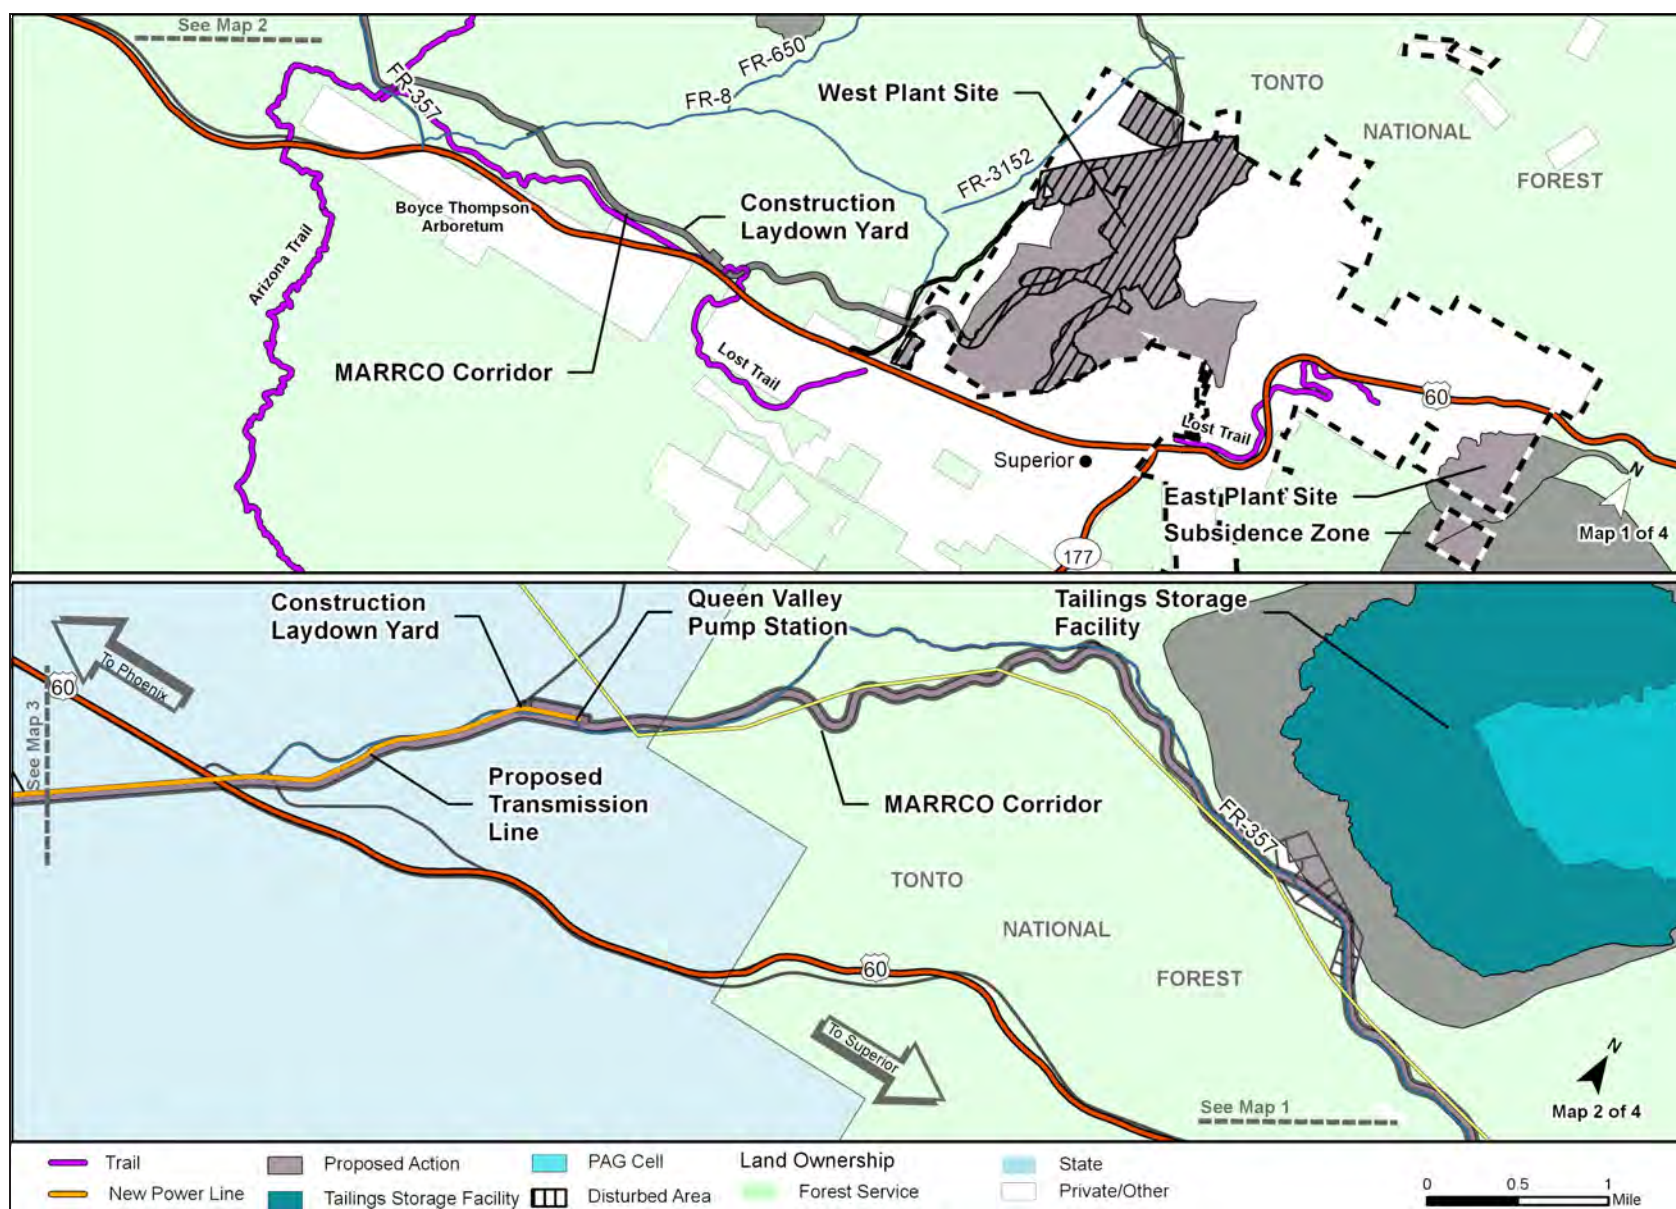 See Map 2
FR-650
FR-357
FR-8
West Plant Site
TONTO
NATIONAL
FOREST
FR-3152
Construction
Laydown Yard
Boyce Thompson
Arboretum
Arizona Trail
MARRCO Corridor
Lost Trail
60
Lost Trail
Superior
East Plant Site
Subsidence Zone
N
Map 1 of 4
177
Construction
Laydown Yard
Queen Valley
Pump Station
Tailings Storage
Facility
To Phoenix
60
See Map 3
Proposed
Transmission
Line
MARRCO Corridor
FR-357
TONTO
NATIONAL
FOREST
60
To Superior
N
See Map 1
Map 2 of 4
Trail
Proposed Action
PAG Cell
Land Ownership
State
New Power Line
Tailings Storage Facility
Disturbed Area
Forest Service
Private/Other
0 0.5 1
Mile